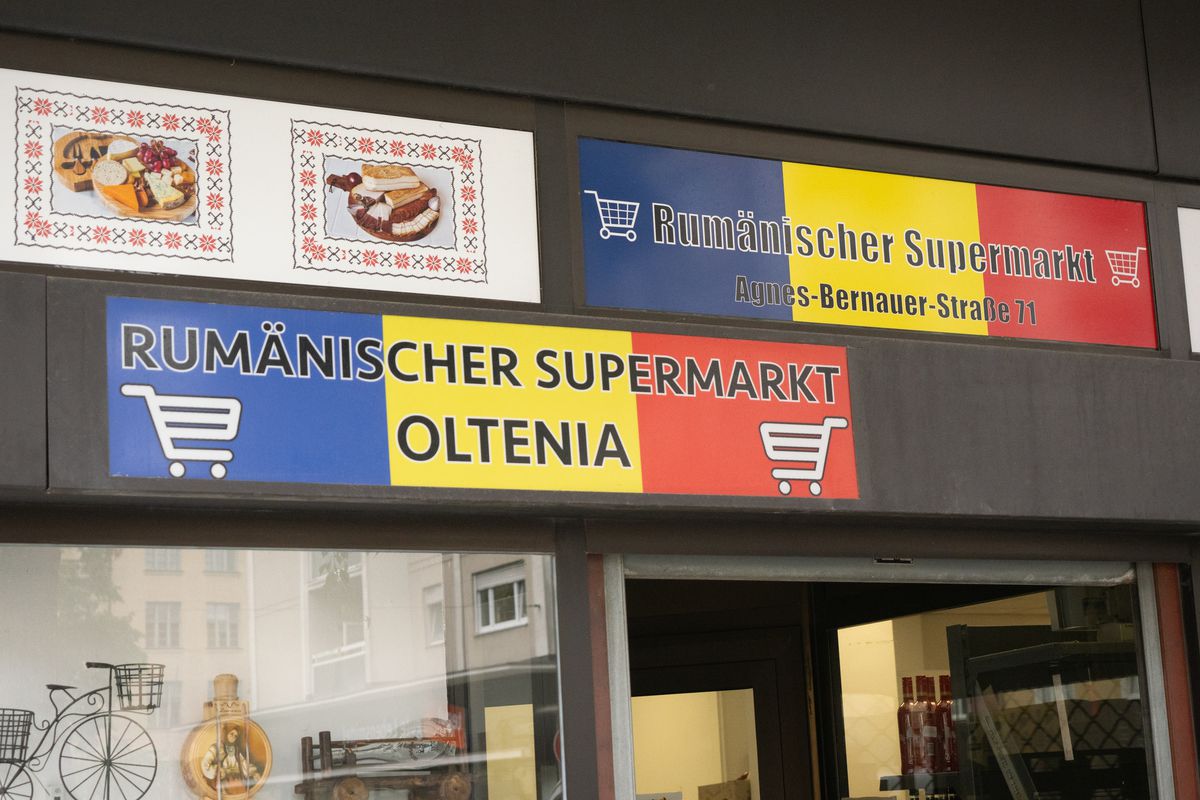 Rumänischer Supermarkt
Agnes-Bernauer-Straße 71
RUMÄNISCHER SUPERMARKT
OLTENIA